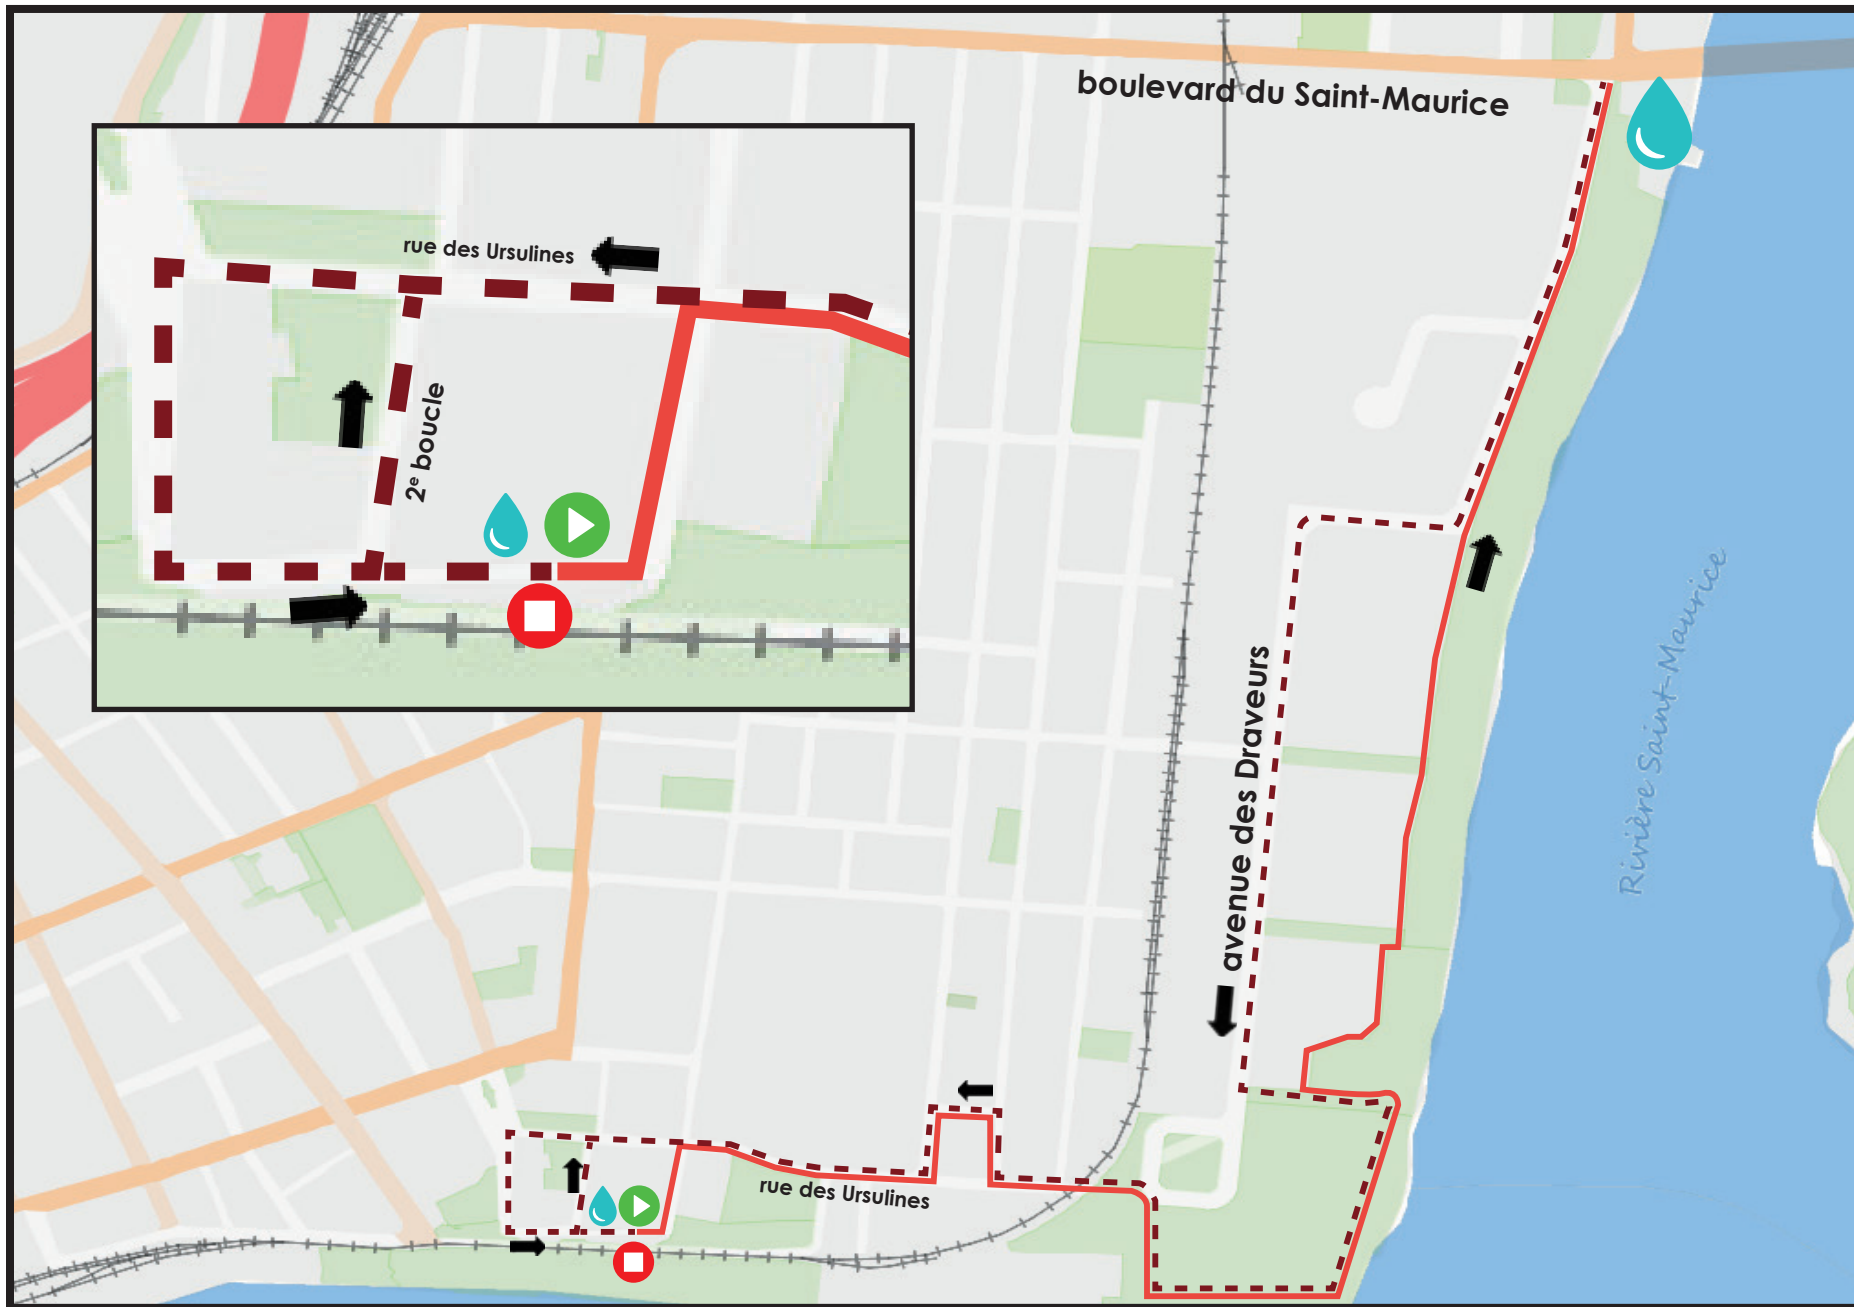 boulevard du Saint-Maurice
rue des Ursulines
2e boucle
avenue des Draveurs
Rivière Saint-Maurice
rue des Ursulines